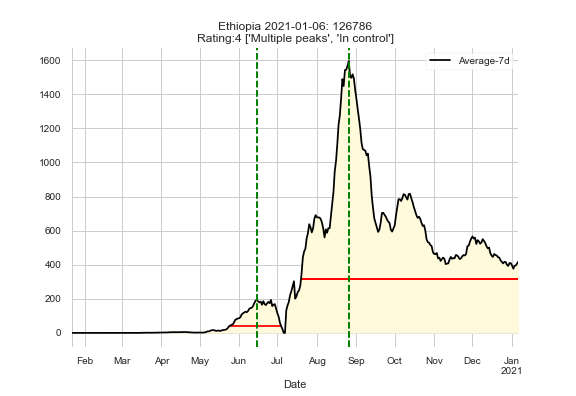 Ethiopia 2021-01-06: 126786
Rating:4 ['Multiple peaks', 'In control']
Average-7d
1600
1400
1200
1000
800
600
400
200
0
Feb Mar Apr May Jun Jul Aug Sep Oct Nov Dec Jan
2021
Date